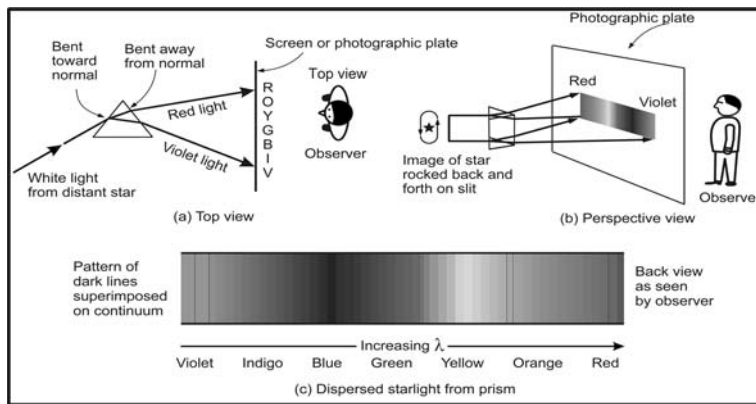 Bent
toward
normal
Bent away
from normal
Screen or photographic plate
Top view
Red light
Violet light
R
O
Y
G
B
I
V
Observer
White light
from distant star
(a) Top view
Photographic plate
Red
Violet
Image of star
rocked back and
forth on slit
Observe
(b) Perspective view
Pattern of
dark lines
superimposed
on continuum
Back view
as seen
by observer
Increasing λ
Violet Indigo Blue Green Yellow Orange Red
(c) Dispersed starlight from prism